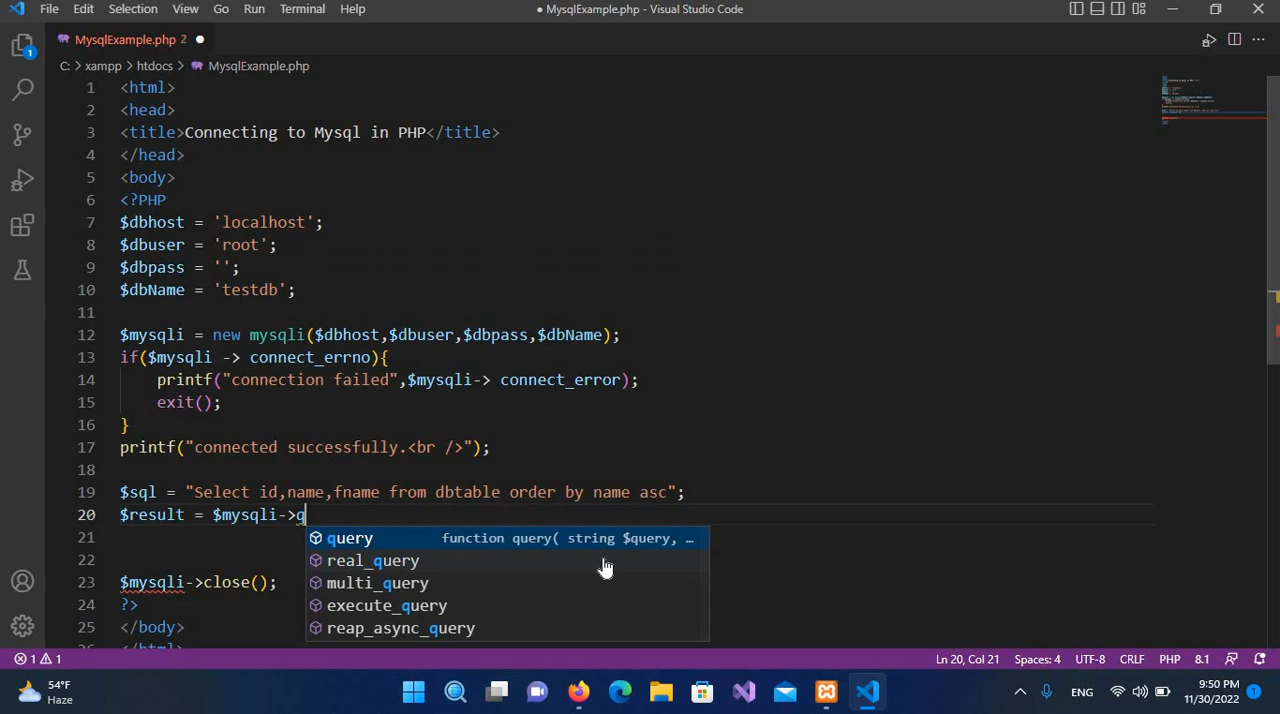 File Edit Selection View Go Run Terminal Help
● MysqlExample.php - Visual Studio Code
MysqlExample.php 2 ●
C: > xampp > htdocs > MysqlExample.php
1 <html>
2 <head>
3 <title>Connecting to Mysql in PHP</title>
4 </head>
5 <body>
6 <?PHP
7 $dbhost = 'localhost';
8 $dbuser = 'root';
9 $dbpass = '';
10 $dbName = 'testdb';
11
12 $mysqli = new mysqli($dbhost,$dbuser,$dbpass,$dbName);
13 if($mysqli -> connect_errno){
14 printf("connection failed",$mysqli-> connect_error);
15 exit();
16 }
17 printf("connected successfully.<br />");
18
19 $sql = "Select id,name,fname from dbtable order by name asc";
20 $result = $mysqli->q
21 query function query( string $query, …
22 real_query
multi_query
23 $mysqli->close();
24 ?> execute_query
25 </body> reap_async_query
26 </html>
1
1 1
Ln 20, Col 21 Spaces: 4 UTF-8 CRLF PHP 8.1
54°F
Haze
ENG
9:50 PM
11/30/2022
1